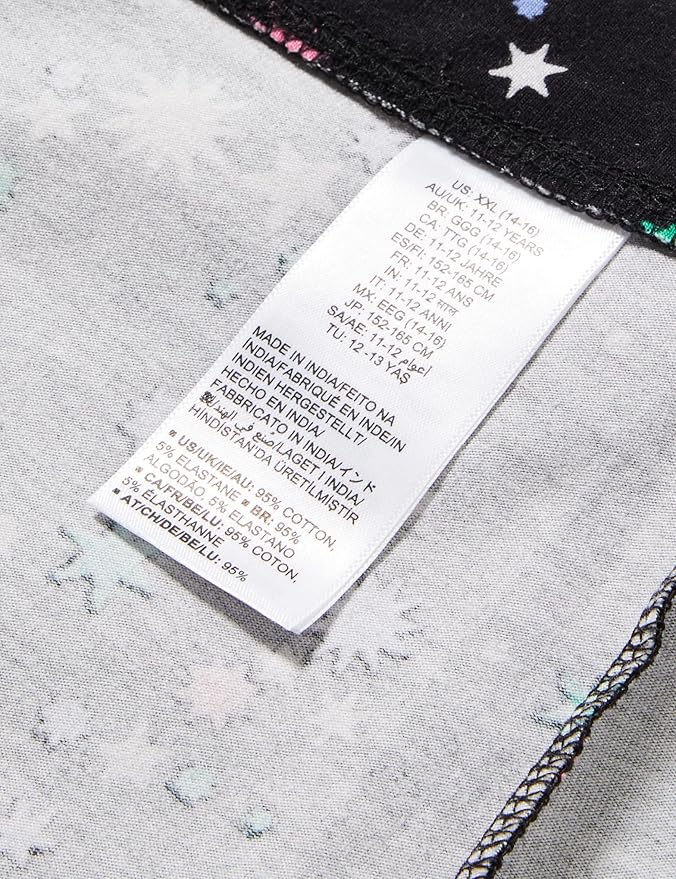 US: XXL (14-16)
AU/UK: 11-12 YEARS
BR: GGG (14-16)
CA: TTG (14-16)
DE: 11-12 JAHRE
ES/FI: 152-165 CM
FR: 11-12 ANS
IN: 11-12 साल
IT: 11-12 ANNI
MX: EEG (14-16)
JP: 152-165 CM
SA/AE: 11-12 أعوام
TU: 12 -13 YAŞ
MADE IN INDIA/FEITO NA
INDIA/FABRIQUÉ EN INDE/IN
INDIEN HERGESTELLT/
HECHO EN INDIA/
FABBRICATO IN INDIA/インド
صنع في الهند/LAGET I INDIA/
HINDISTAN'DA ÜRETİLMİŞTİR
▪ US/UK/IE/AU: 95% COTTON,
5% ELASTANE ▪ BR: 95%
ALGODÃO, 5% ELASTANO
▪ CA/FR/BE/LU: 95% COTON,
5% ÉLASTHANNE
▪ AT/CH/DE/BE/LU: 95%